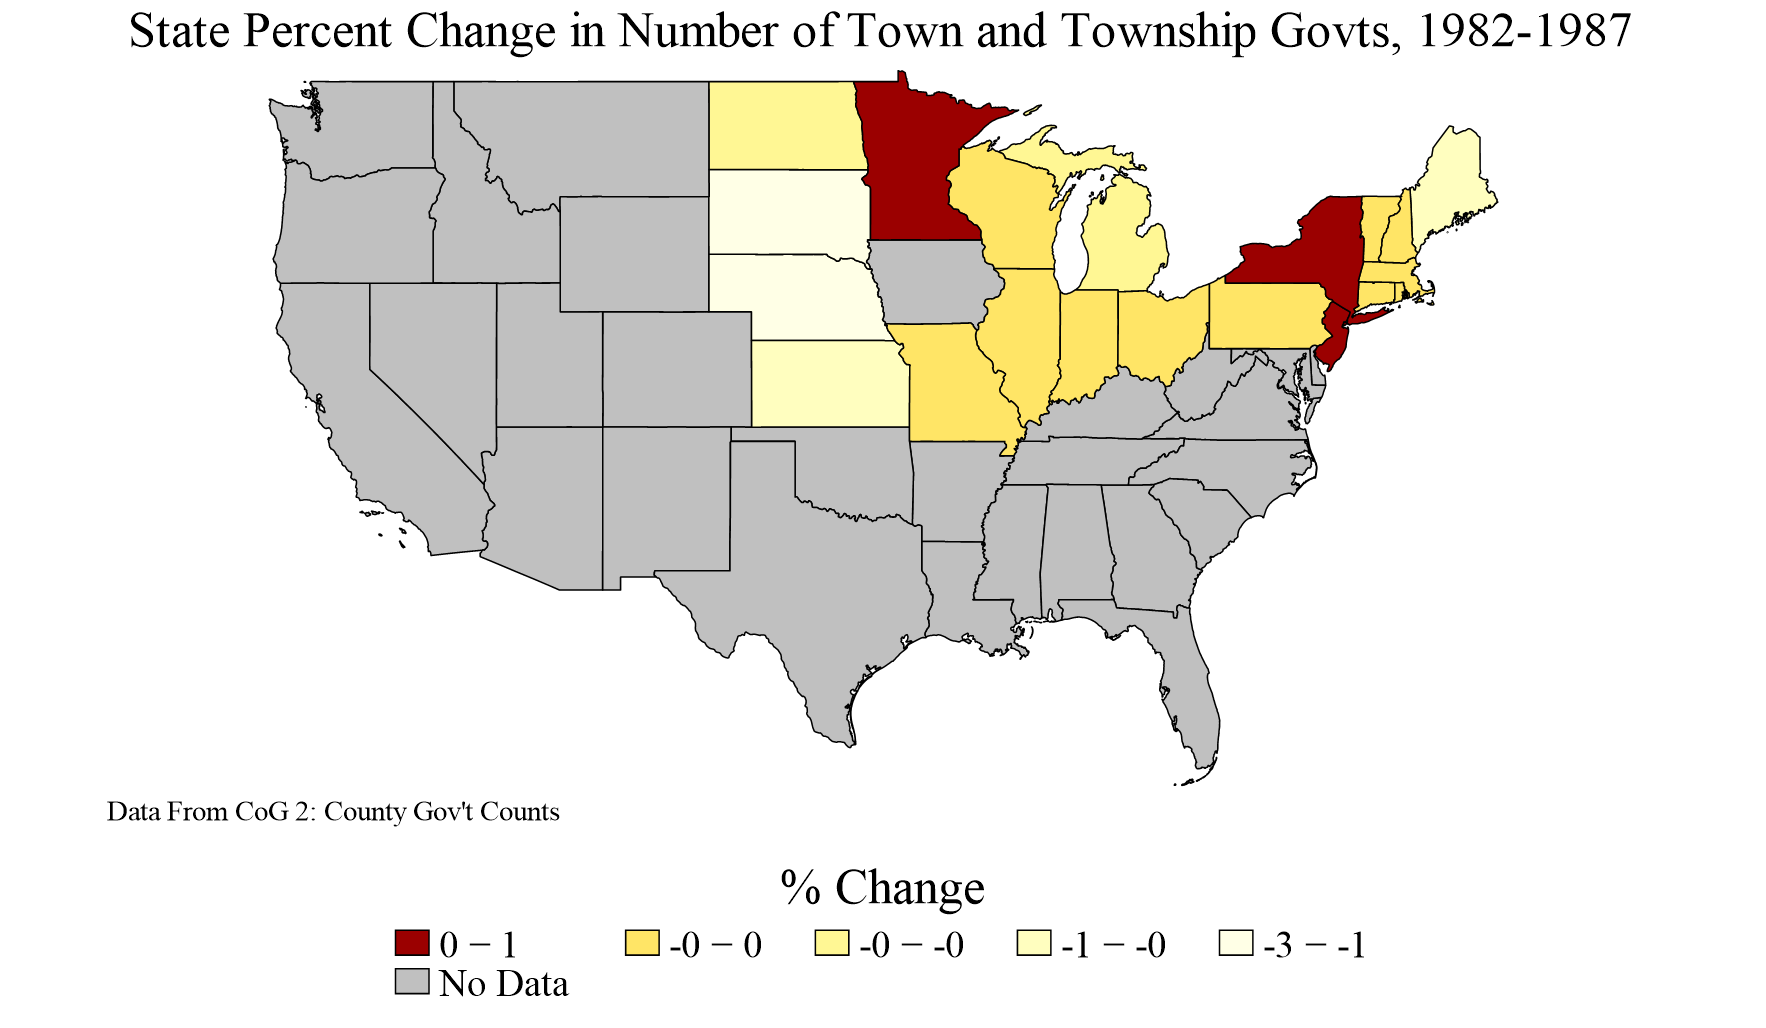 State Percent Change in Number of Town and Township Govts, 1982-1987
Data From CoG 2: County Gov't Counts
% Change
0 − 1 -0 − 0 -0 − -0 -1 − -0 -3 − -1
No Data